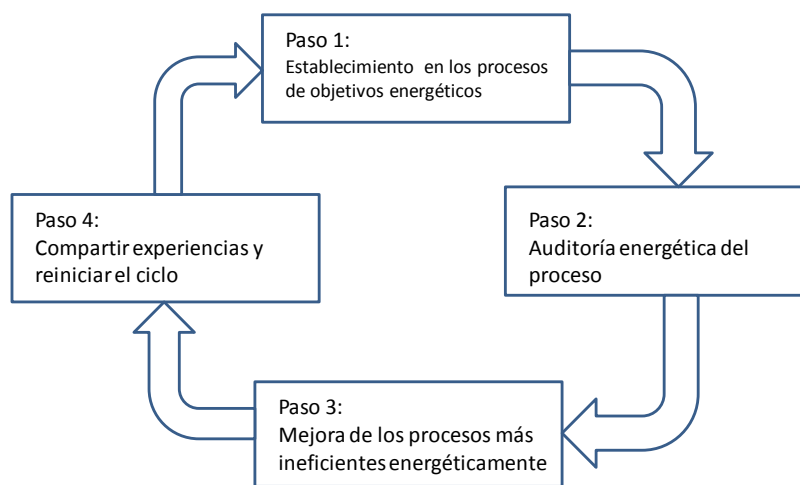 Paso 1:
Establecimiento en los procesos
de objetivos energéticos
Paso 2:
Auditoría energética del
proceso
Paso 3:
Mejora de los procesos más
ineficientes energéticamente
Paso 4:
Compartir experiencias y
reiniciar el ciclo